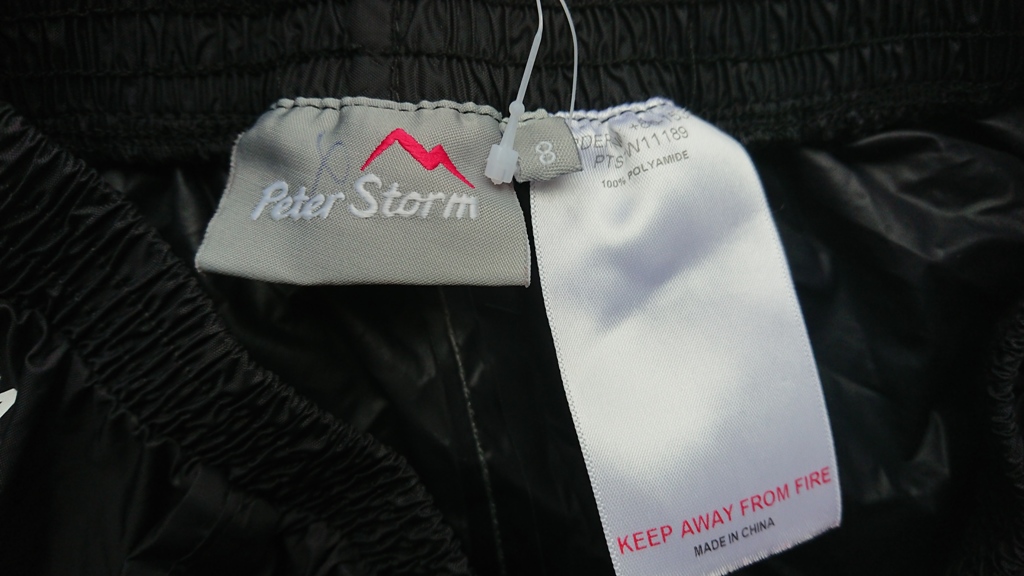 Peter Storm
8
PTS
N11189
100% POLYAMIDE
KEEP AWAY FROM FIRE
MADE IN CHINA